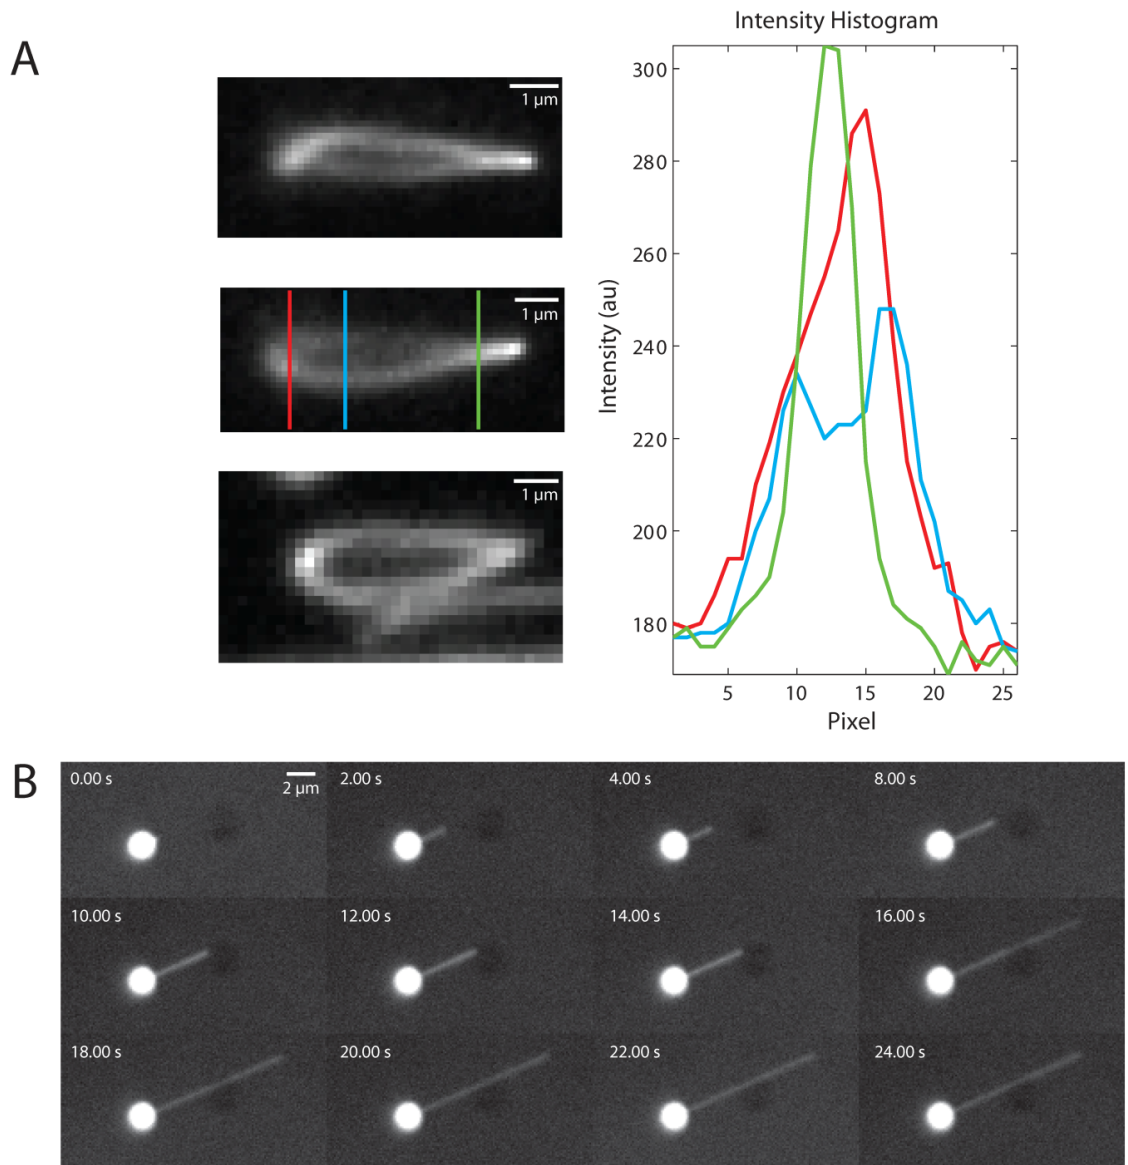 A
1 µm
1 µm
1 µm
Intensity Histogram
Intensity (au)
300
280
260
240
220
200
180
5 10 15 20 25
Pixel
B
0.00 s 2 µm 2.00 s 4.00 s 8.00 s
10.00 s 12.00 s 14.00 s 16.00 s
18.00 s 20.00 s 22.00 s 24.00 s